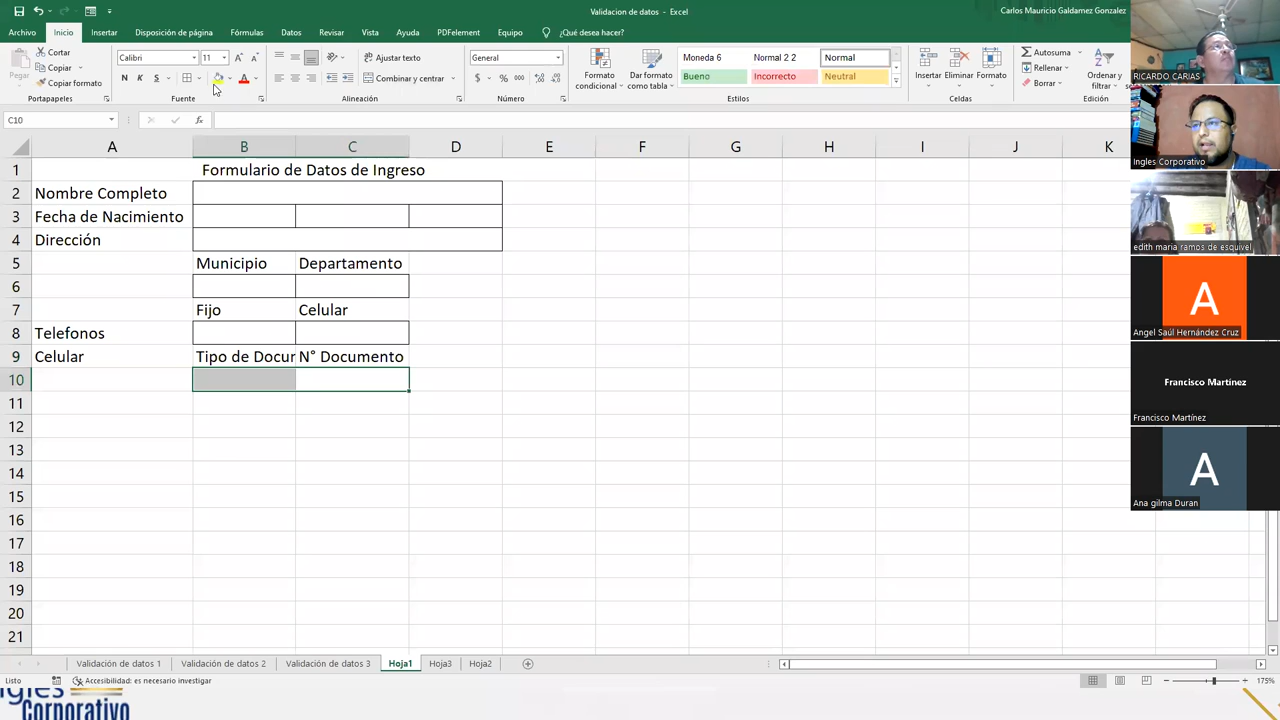 Validacion de datos - Excel
Carlos Mauricio Galdamez Gonzalez
Archivo Inicio Insertar Disposición de página Fórmulas Datos Revisar Vista Ayuda PDFelement Equipo ¿Qué desea hacer?
Pegar
Cortar
Copiar
Copiar formato
Portapapeles
Calibri 11
N K S
Fuente
Ajustar texto
Combinar y centrar
Alineación
General
$ % 000
Número
Formato condicional
Dar formato como tabla
Moneda 6 Normal 2 2 Normal
Bueno Incorrecto Neutral
Estilos
Insertar Eliminar Formato
Celdas
Autosuma
Rellenar
Borrar
Ordenar y filtrar
Edición
C10
fx
A B C D E F G H I J K
1 Formulario de Datos de Ingreso
2 Nombre Completo
3 Fecha de Nacimiento
4 Dirección
5 Municipio Departamento
6
7 Fijo Celular
8 Telefonos
9 Celular Tipo de Docur N° Documento
10
11
12
13
14
15
16
17
18
19
20
21
Validación de datos 1 Validación de datos 2 Validación de datos 3 Hoja1 Hoja3 Hoja2
Listo Accesibilidad: es necesario investigar 175%
Ingles
Corporativo
RICARDO CARIAS
Ingles Corporativo
edith maria ramos de esquivel
A
Angel Saúl Hernández Cruz
Francisco Martínez
Francisco Martínez
A
Ana gilma Duran